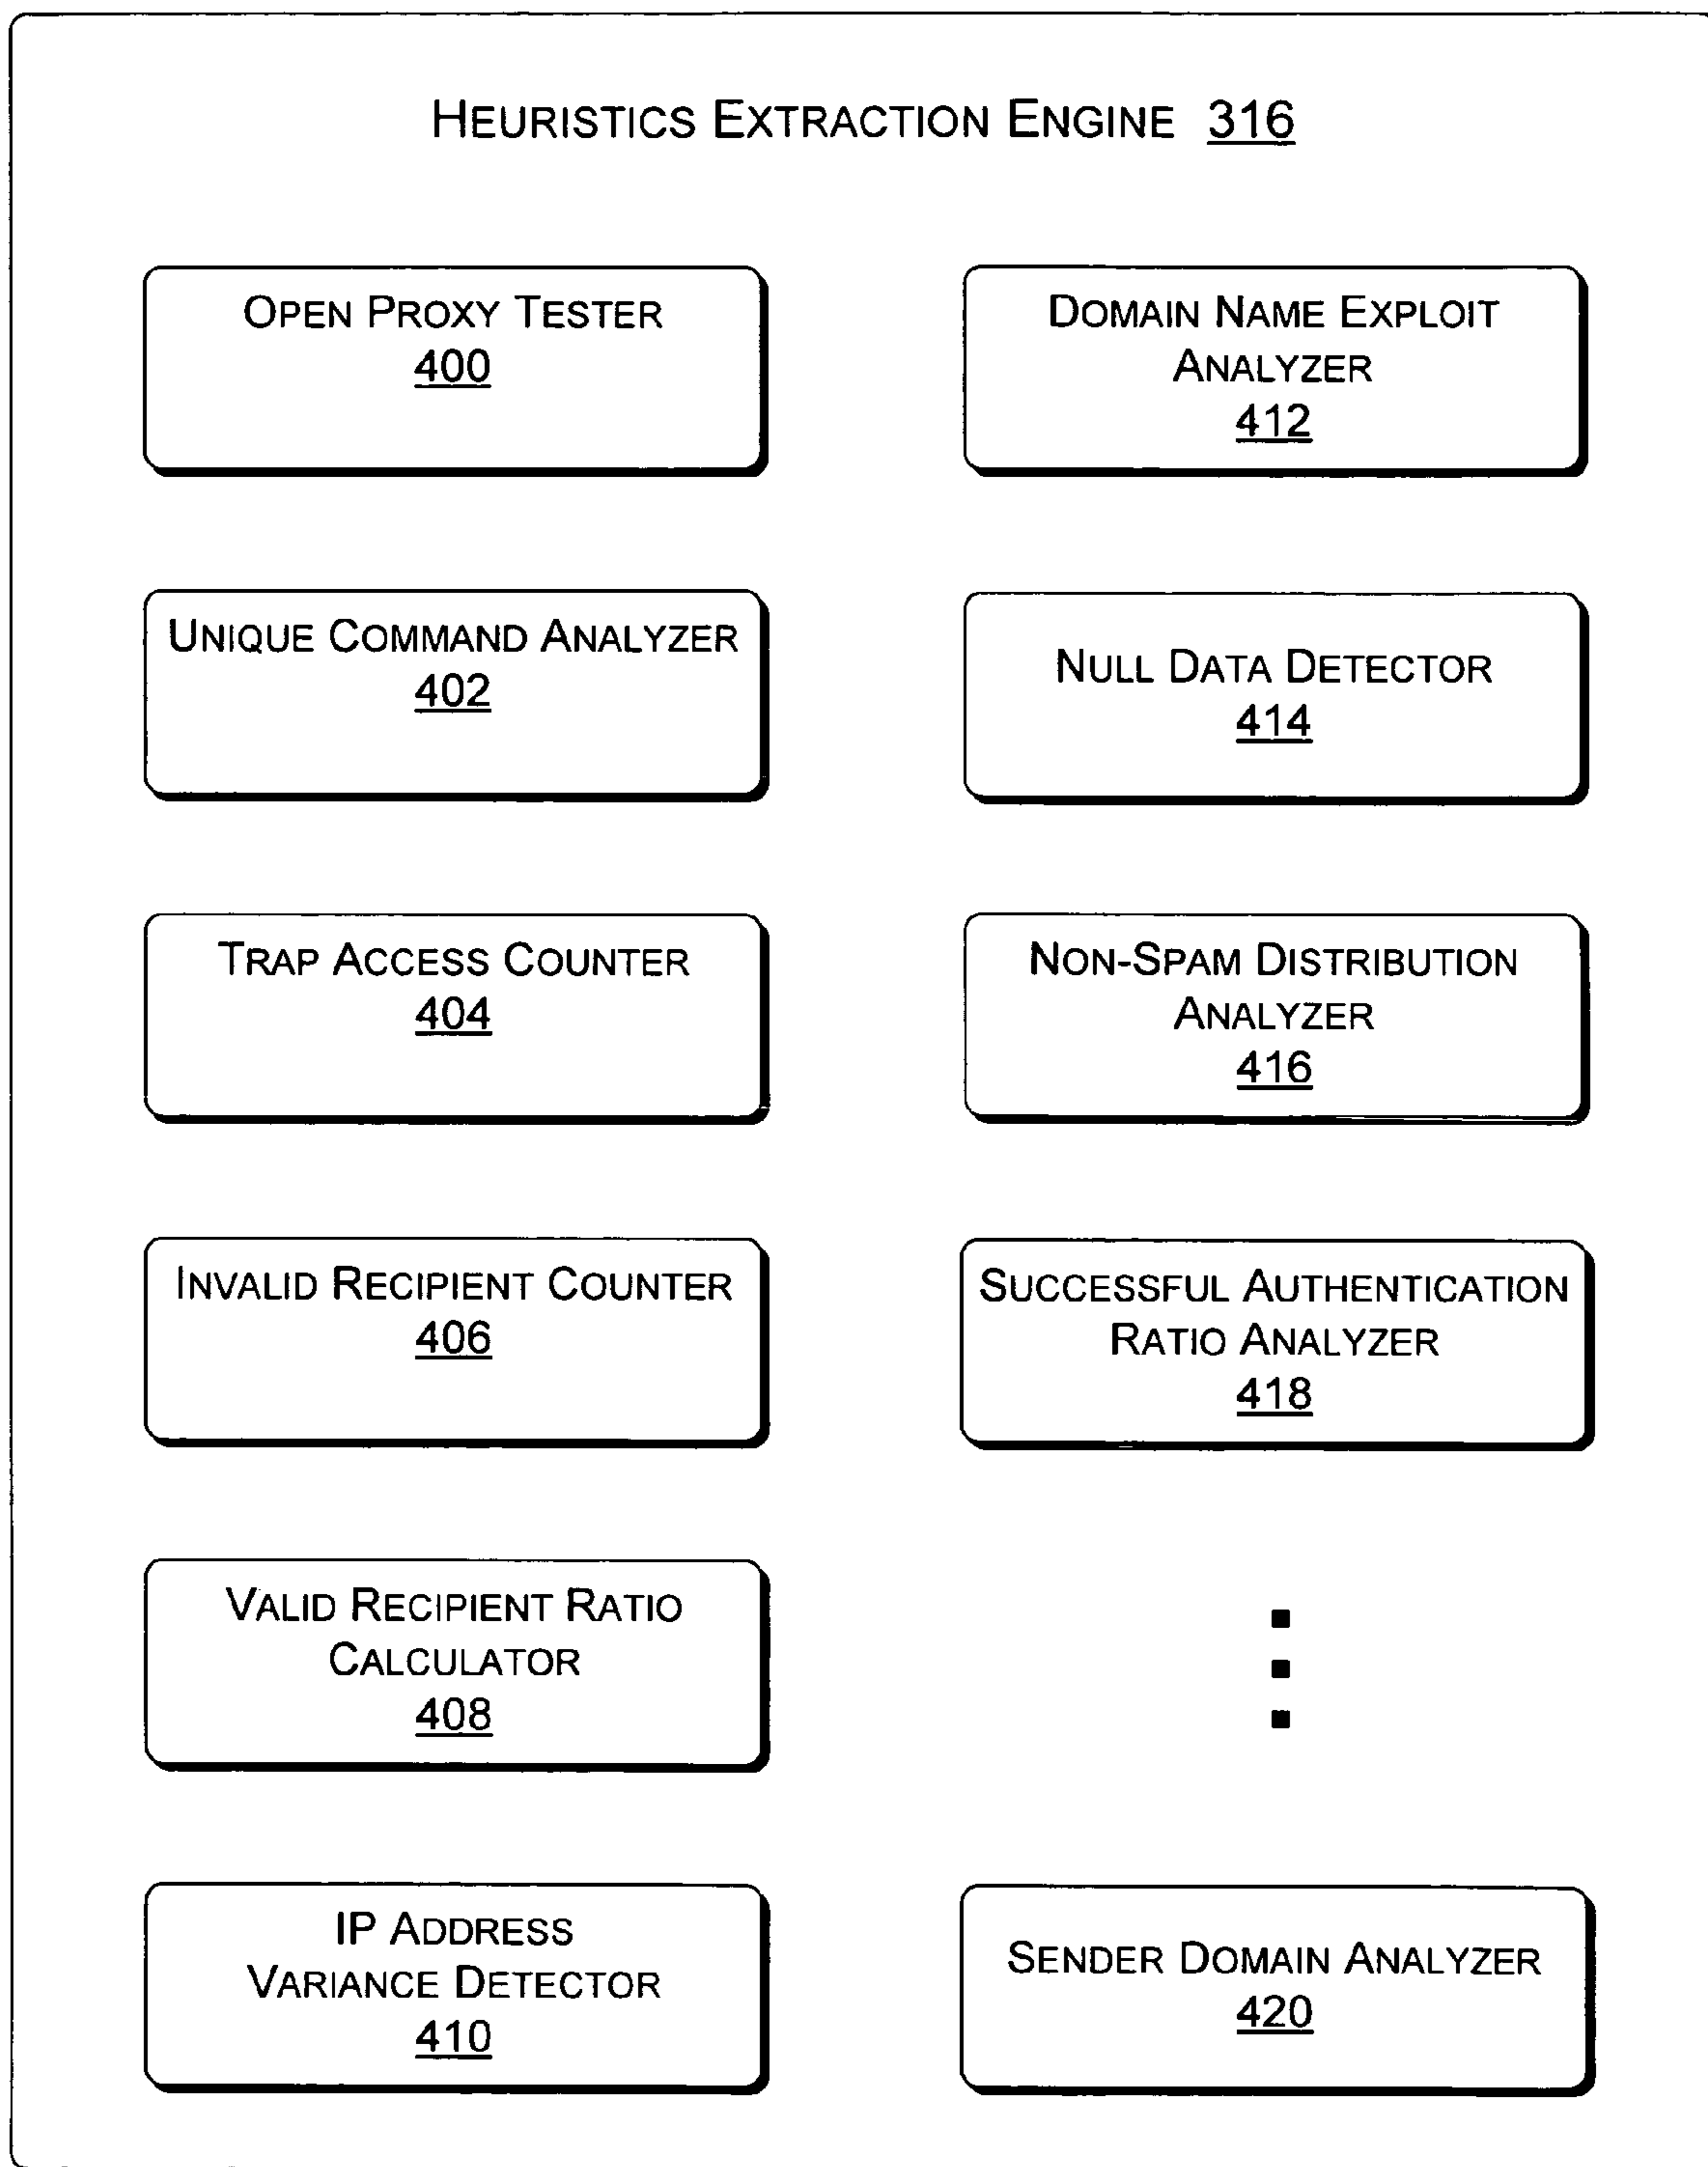 HEURISTICS EXTRACTION ENGINE 316
OPEN PROXY TESTER
400
UNIQUE COMMAND ANALYZER
402
TRAP ACCESS COUNTER
404
INVALID RECIPIENT COUNTER
406
VALID RECIPIENT RATIO
CALCULATOR
408
IP ADDRESS
VARIANCE DETECTOR
410
DOMAIN NAME EXPLOIT
ANALYZER
412
NULL DATA DETECTOR
414
NON-SPAM DISTRIBUTION
ANALYZER
416
SUCCESSFUL AUTHENTICATION
RATIO ANALYZER
418
SENDER DOMAIN ANALYZER
420